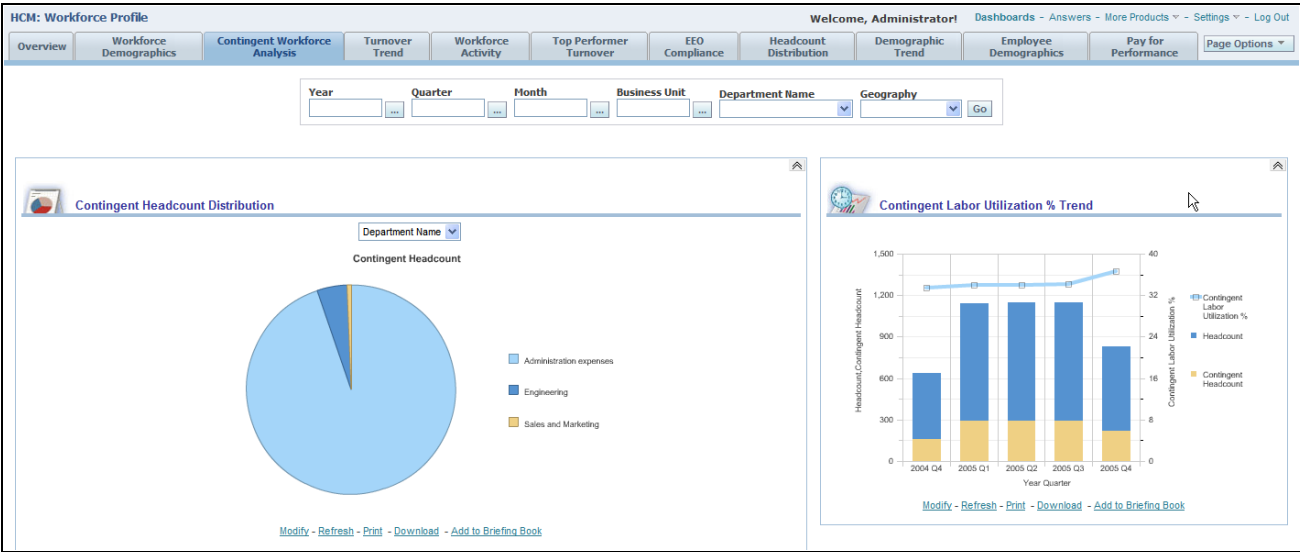 HCM: Workforce Profile
Welcome, Administrator! Dashboards - Answers - More Products - Settings - Log Out
Overview
Workforce
Demographics
Contingent Workforce
Analysis
Turnover
Trend
Workforce
Activity
Top Performer
Turnover
EEO
Compliance
Headcount
Distribution
Demographic
Trend
Employee
Demographics
Pay for
Performance
Page Options
Year
...
Quarter
...
Month
...
Business Unit
...
Department Name
Geography
Go
Contingent Headcount Distribution
Department Name
Contingent Headcount
Administration expenses
Engineering
Sales and Marketing
Modify - Refresh - Print - Download - Add to Briefing Book
Contingent Labor Utilization % Trend
Headcount,Contingent Headcount
1,500
1,200
900
600
300
0
40
32
24
16
8
0
Contingent Labor Utilization %
2004 Q4 2005 Q1 2005 Q2 2005 Q3 2005 Q4
Year Quarter
Contingent
Labor
Utilization %
Headcount
Contingent
Headcount
Modify - Refresh - Print - Download - Add to Briefing Book